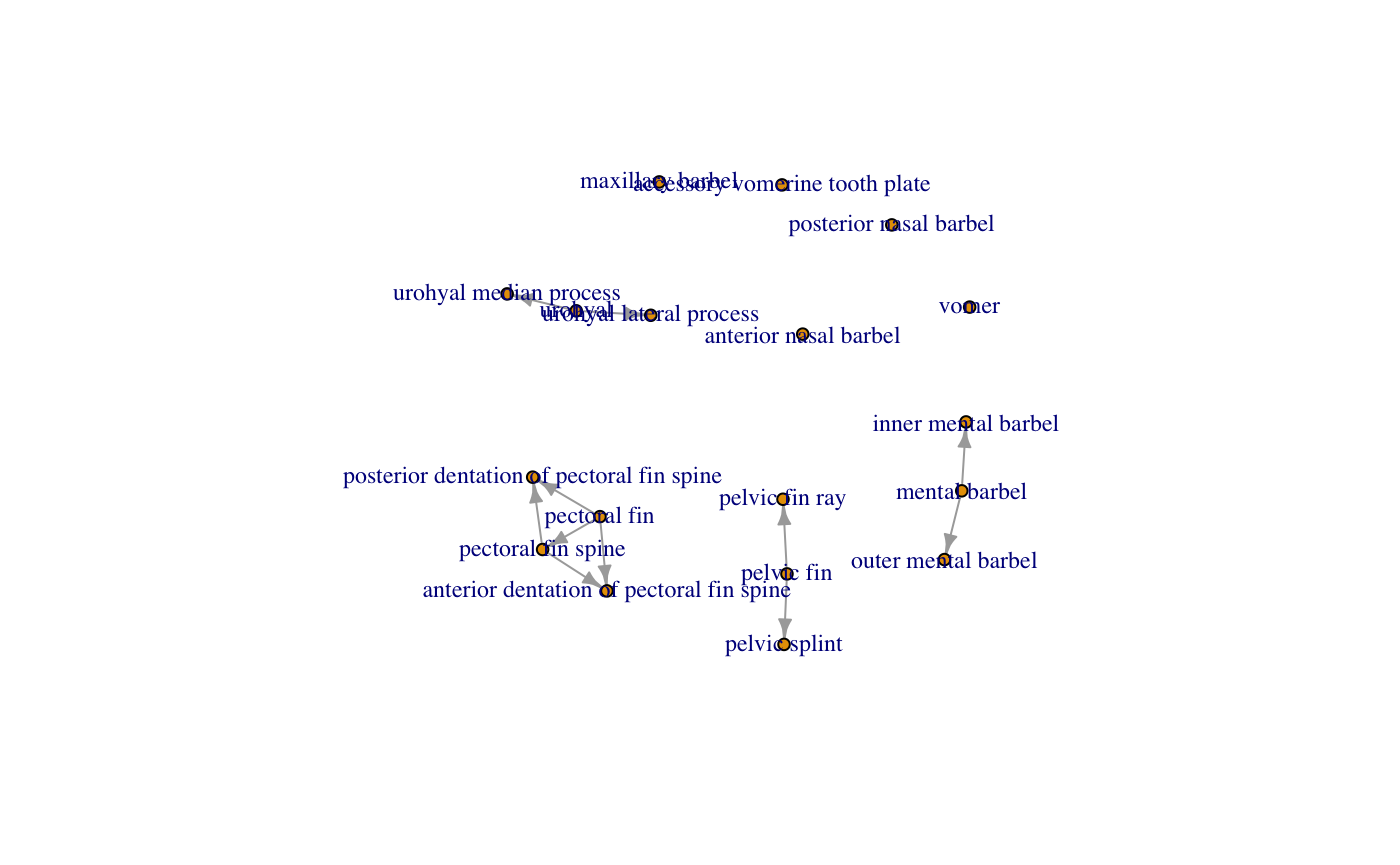 maxillary barbel
accessory vomerine tooth plate
posterior nasal barbel
urohyal median process
urohyal
urohyal lateral process
vomer
anterior nasal barbel
inner mental barbel
posterior dentation of pectoral fin spine
mental barbel
pelvic fin ray
pectoral fin
pectoral fin spine
outer mental barbel
pelvic fin
anterior dentation of pectoral fin spine
pelvic splint